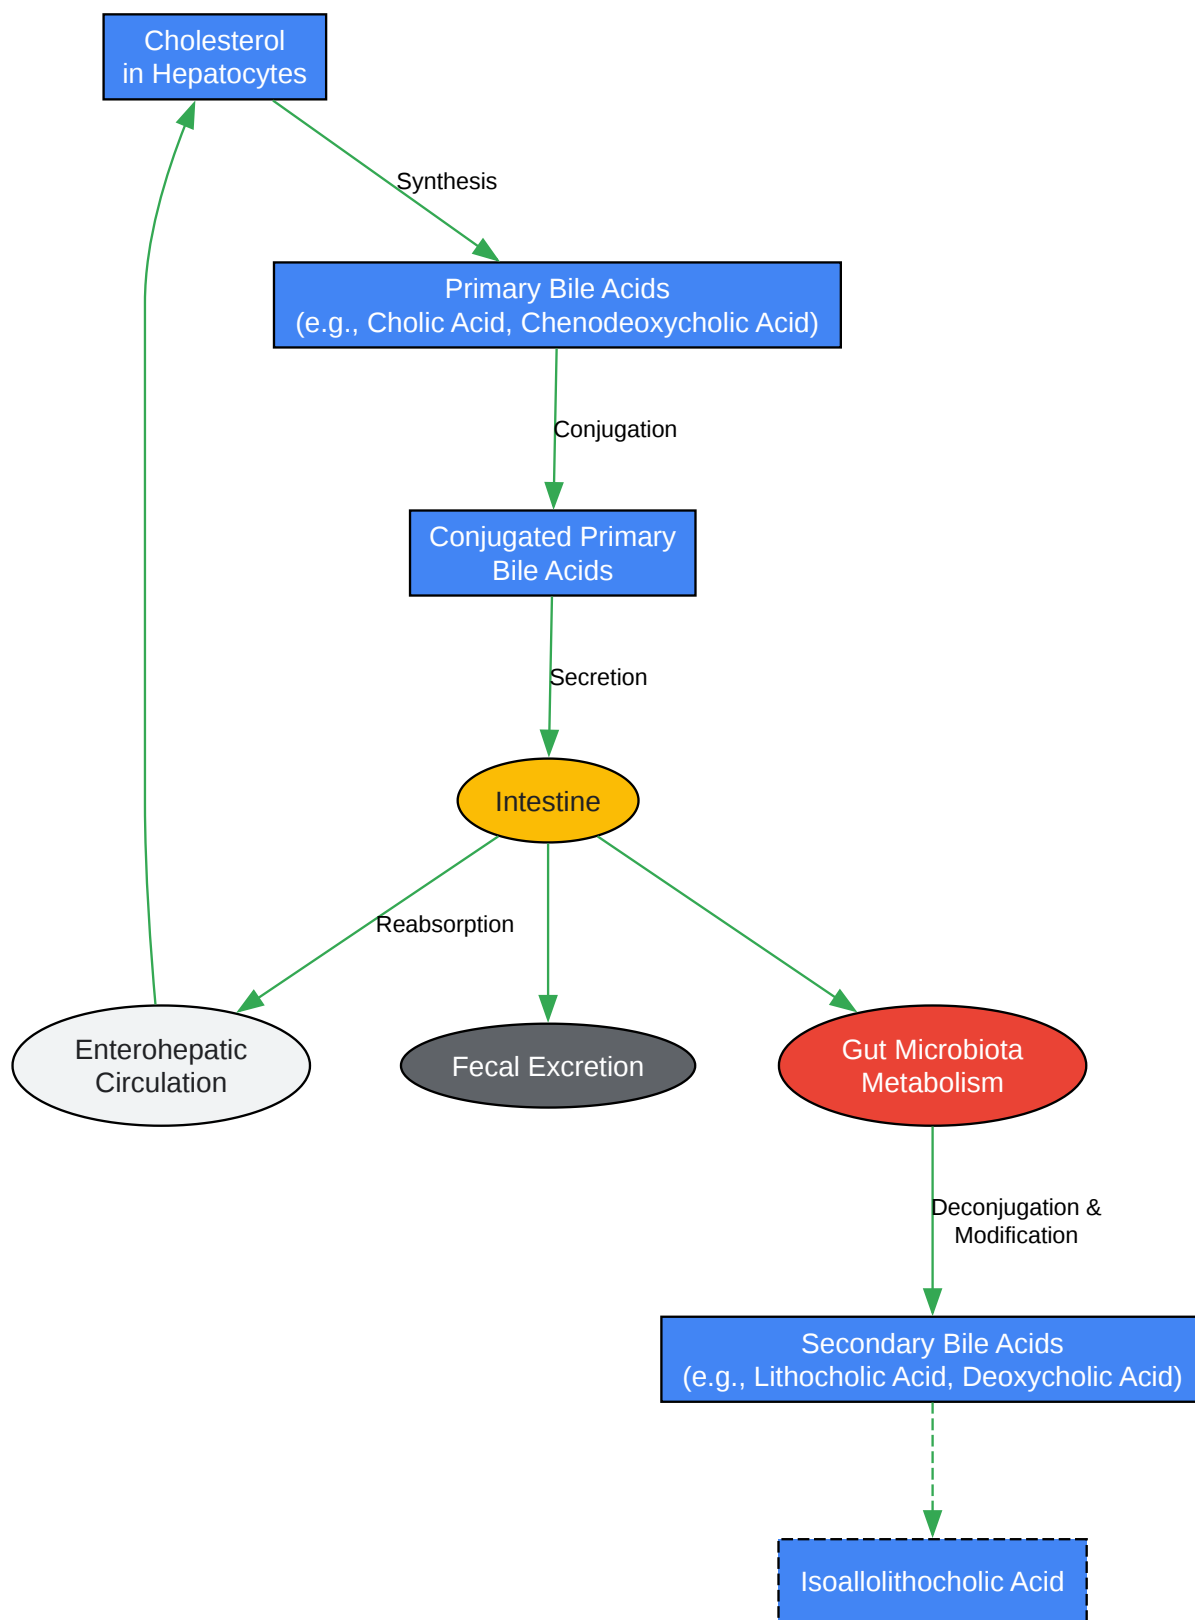 Cholesterol
in Hepatocytes
Synthesis
Primary Bile Acids
(e.g., Cholic Acid, Chenodeoxycholic Acid)
Conjugation
Conjugated Primary
Bile Acids
Secretion
Intestine
Reabsorption
Enterohepatic
Circulation
Fecal Excretion
Gut Microbiota
Metabolism
Deconjugation &
Modification
Secondary Bile Acids
(e.g., Lithocholic Acid, Deoxycholic Acid)
Isoallolithocholic Acid